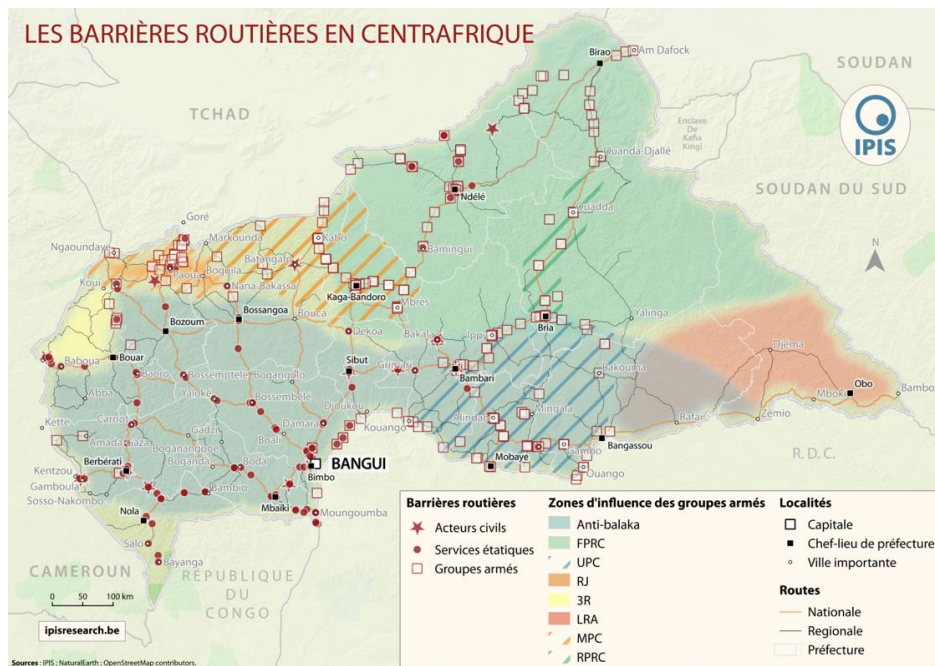 LES BARRIÈRES ROUTIÈRES EN CENTRAFRIQUE
TCHAD
SOUDAN
Birao
Am Dafock
Enclave
De
Kafia
Kingi
IPIS
Ouanda-Djallé
SOUDAN DU SUD
Ndélé
Ouadda
Goré
Ngaoundaye
Markounda
Kabo
Bamingui
N
Paoua
Boguila
Batangafo
Koui
Nana-Bakassa
Kaga-Bandoro
Mbres
Bozoum
Bossangoa
Bouca
Dekoa
Bakala
Ippy
Bria
Yalinga
Baboua
Bouar
Sibut
Grimari
Bambari
Djéma
Baoro
Bossemptele
Bogangolo
Bakouma
Obo
Bambo
Abba
Yaloke
Bossembélé
Djoukou
Mboki
Kette
Carnot
Damara
Kouango
Alindao
Mingala
Rafaï
Zémio
Amada-Gaza
Gadzi
Boali
Bangassou
Boganangone
BANGUI
Mobaye
Gambo
R.D.C.
Kentzou
Berbérati
Boganda
Boda
Bimbo
Ouango
Gamboula
Sosso-Nakombo
Bambio
Mbaïki
Nola
Moungoumba
Salo
Bayanga
CAMEROUN
RÉPUBLIQUE
DU
CONGO
0 50 100 km
ipisresearch.be
Sources : IPIS ; NaturalEarth ; OpenStreetMap contributors.
Barrières routières
Acteurs civils
Services étatiques
Groupes armés
Zones d'influence des groupes armés
Anti-balaka
FPRC
UPC
RJ
3R
LRA
MPC
RPRC
Localités
Capitale
Chef-lieu de préfecture
Ville importante
Routes
Nationale
Regionale
Préfecture